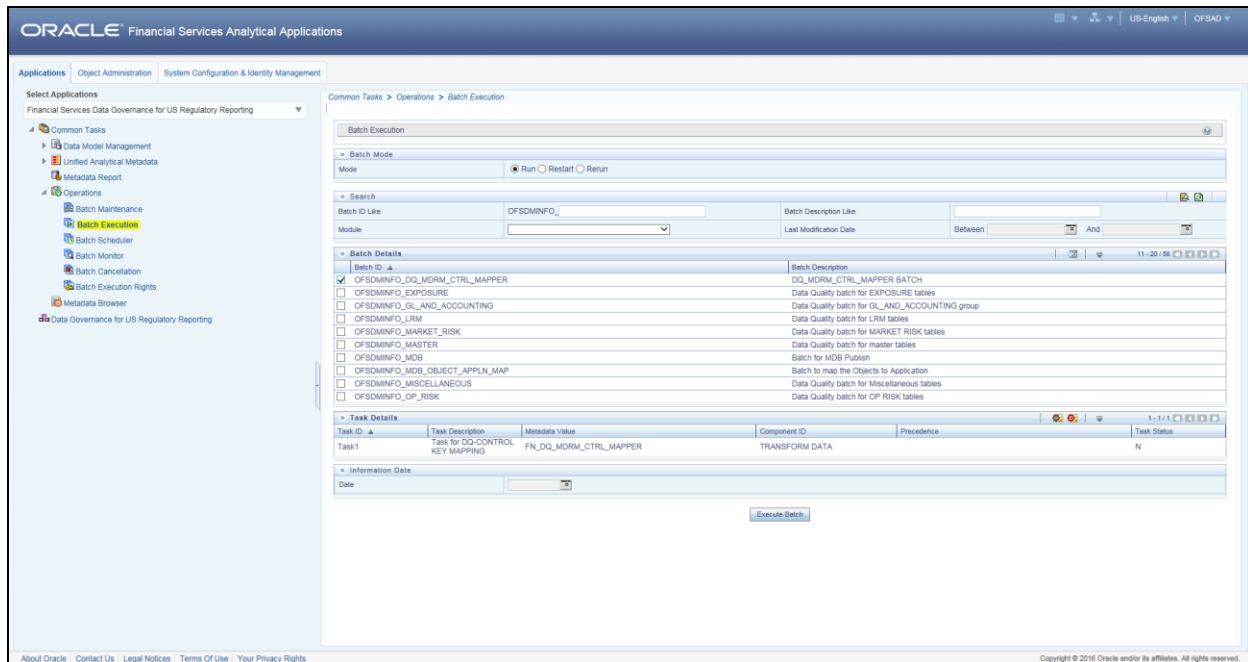 US-English OFSAD
ORACLE® Financial Services Analytical Applications
Applications Object Administration System Configuration & Identity Management
Select Applications
Financial Services Data Governance for US Regulatory Reporting
Common Tasks
Data Model Management
Unified Analytical Metadata
Metadata Report
Operations
Batch Maintenance
Batch Execution
Batch Scheduler
Batch Monitor
Batch Cancellation
Batch Execution Rights
Metadata Browser
Data Governance for US Regulatory Reporting
Common Tasks > Operations > Batch Execution
Batch Execution
» Batch Mode
Mode Run Restart Rerun
» Search
Batch ID Like OFSDMINFO_ Batch Description Like
Module Last Modification Date Between And
» Batch Details 11 - 20 / 58
Batch ID Batch Description
OFSDMINFO_DQ_MDRM_CTRL_MAPPER DQ_MDRM_CTRL_MAPPER BATCH
OFSDMINFO_EXPOSURE Data Quality batch for EXPOSURE tables
OFSDMINFO_GL_AND_ACCOUNTING Data Quality batch for GL_AND_ACCOUNTING group
OFSDMINFO_LRM Data Quality batch for LRM tables
OFSDMINFO_MARKET_RISK Data Quality batch for MARKET RISK tables
OFSDMINFO_MASTER Data Quality batch for master tables
OFSDMINFO_MDB Batch for MDB Publish
OFSDMINFO_MDB_OBJECT_APPLN_MAP Batch to map the Objects to Application
OFSDMINFO_MISCELLANEOUS Data Quality batch for Miscellaneous tables
OFSDMINFO_OP_RISK Data Quality batch for OP RISK tables
» Task Details 1 - 1 / 1
Task ID Task Description Metadata Value Component ID Precedence Task Status
Task1 Task for DQ-CONTROL KEY MAPPING FN_DQ_MDRM_CTRL_MAPPER TRANSFORM DATA N
» Information Date
Date
Execute Batch
About Oracle Contact Us Legal Notices Terms Of Use Your Privacy Rights
Copyright © 2016 Oracle and/or its affiliates. All rights reserved.